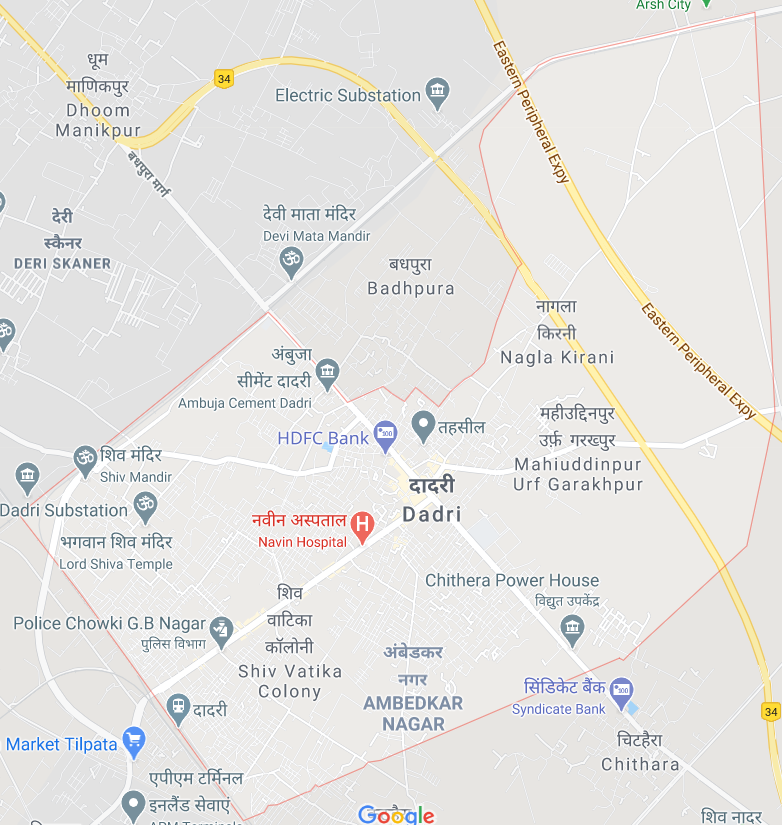 Arsh City
धूम
माणिकपुर
Dhoom
Manikpur
34
Electric Substation
Eastern Peripheral Expy
बधपुरा मार्ग
देरी
स्कैनर
DERI SKANER
देवी माता मंदिर
Devi Mata Mandir
बधपुरा
Badhpura
नागला
किरनी
Nagla Kirani
Eastern Peripheral Expy
अंबुजा
सीमेंट दादरी
Ambuja Cement Dadri
HDFC Bank
तहसील
महीउद्दिनपुर
उर्फ़ गरखपुर
Mahiuddinpur
Urf Garakhpur
शिव मंदिर
Shiv Mandir
Dadri Substation
भगवान शिव मंदिर
Lord Shiva Temple
दादरी
Dadri
नवीन अस्पताल
Navin Hospital
H
Chithera Power House
विद्युत उपकेंद्र
Police Chowki G.B Nagar
पुलिस विभाग
शिव
वाटिका
कॉलोनी
Shiv Vatika
Colony
अंबेडकर
नगर
AMBEDKAR
NAGAR
सिंडिकेट बैंक
Syndicate Bank
34
दादरी
Market Tilpata
चिटहैरा
Chithara
एपीएम टर्मिनल
इनलैंड सेवाएं
APM Terminals
Google
शिव नादर